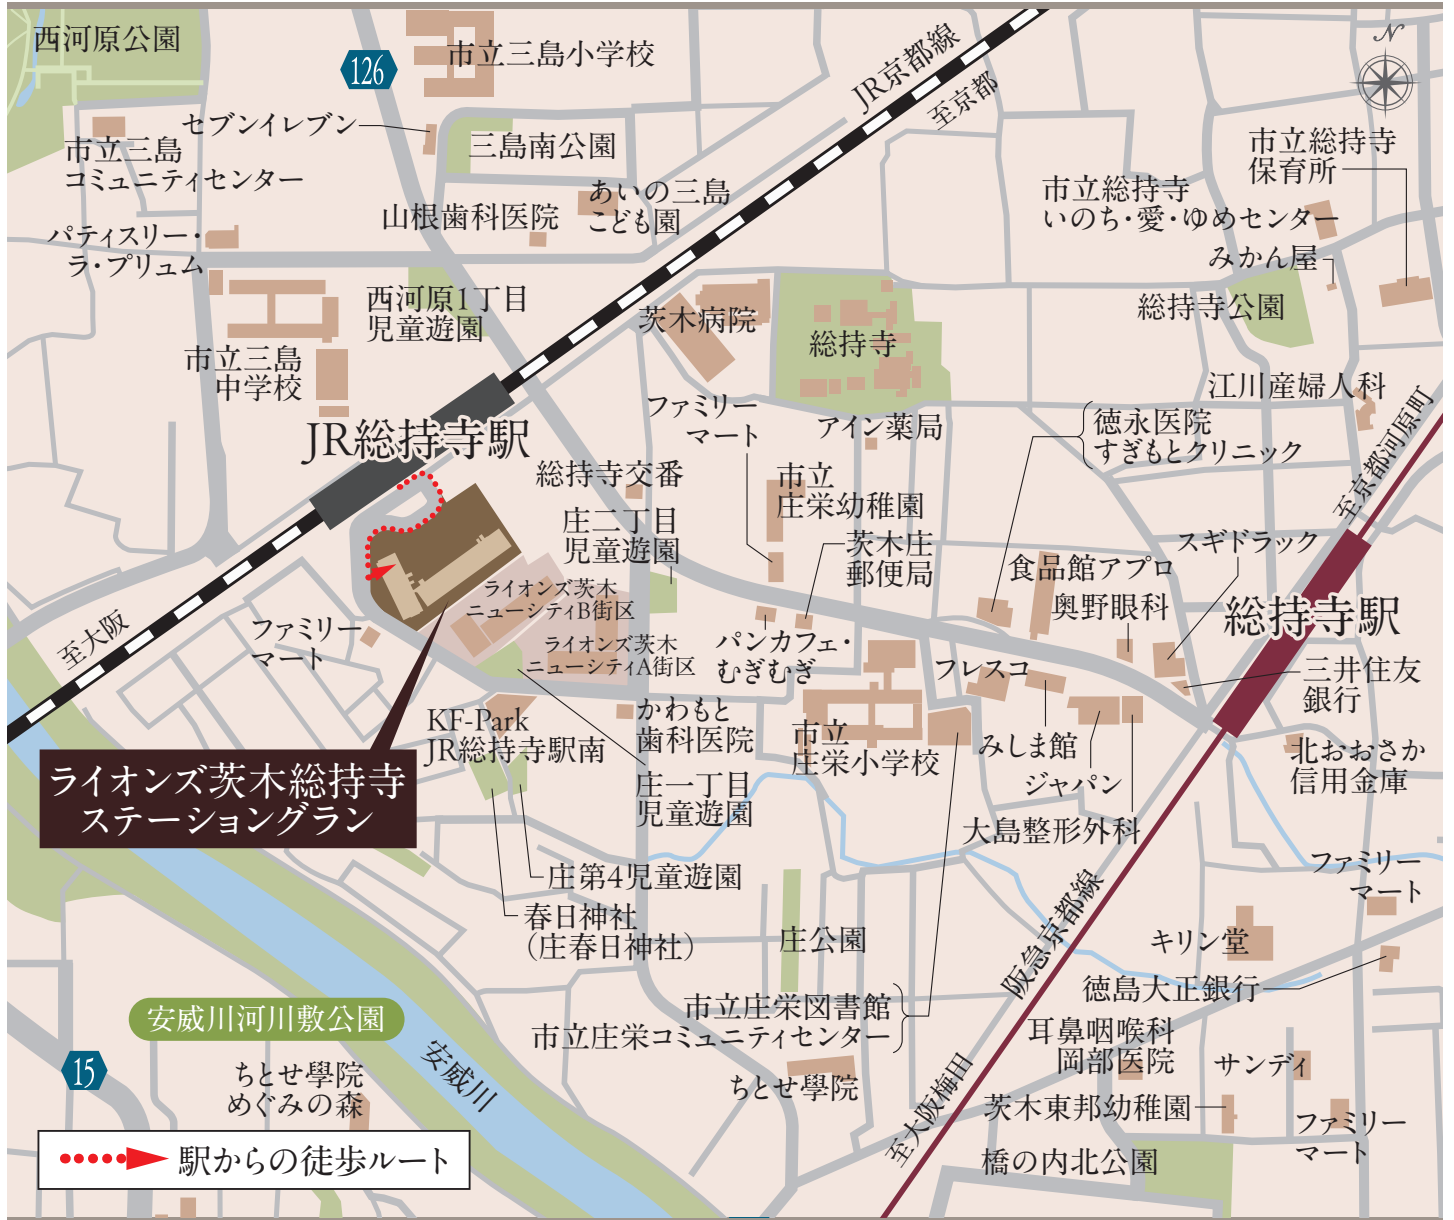 西河原公園
126
市立三島小学校
JR京都線
至京都
N
セブンイレブン
三島南公園
市立三島
コミュニティセンター
市立総持寺
保育所
あいの三島
こども園
市立総持寺
いのち・愛・ゆめセンター
山根歯科医院
パティスリー・
ラ・プリュム
みかん屋
西河原1丁目
児童遊園
総持寺公園
茨木病院
総持寺
市立三島
中学校
江川産婦人科
JR総持寺駅
ファミリー
マート
アイン薬局
徳永医院
すぎもとクリニック
至京都河原町
総持寺交番
市立
庄栄幼稚園
庄二丁目
児童遊園
茨木庄
郵便局
スギドラック
食品館アプロ
奥野眼科
総持寺駅
ライオンズ茨木
ニューシティB街区
至大阪
ファミリー
マート
ライオンズ茨木
ニューシティA街区
パンカフェ・
むぎむぎ
フレスコ
三井住友
銀行
KF-Park
JR総持寺駅南
かわもと
歯科医院
市立
庄栄小学校
みしま館
ジャパン
北おおさか
信用金庫
ライオンズ茨木総持寺
ステーショングラン
庄一丁目
児童遊園
大島整形外科
庄第4児童遊園
ファミリー
マート
春日神社
（庄春日神社）
庄公園
阪急京都線
キリン堂
徳島大正銀行
安威川河川敷公園
市立庄栄図書館
市立庄栄コミュニティセンター
耳鼻咽喉科
岡部医院
サンディ
15
ちとせ學院
めぐみの森
安威川
ちとせ學院
至大阪梅田
茨木東邦幼稚園
ファミリー
マート
駅からの徒歩ルート
橋の内北公園